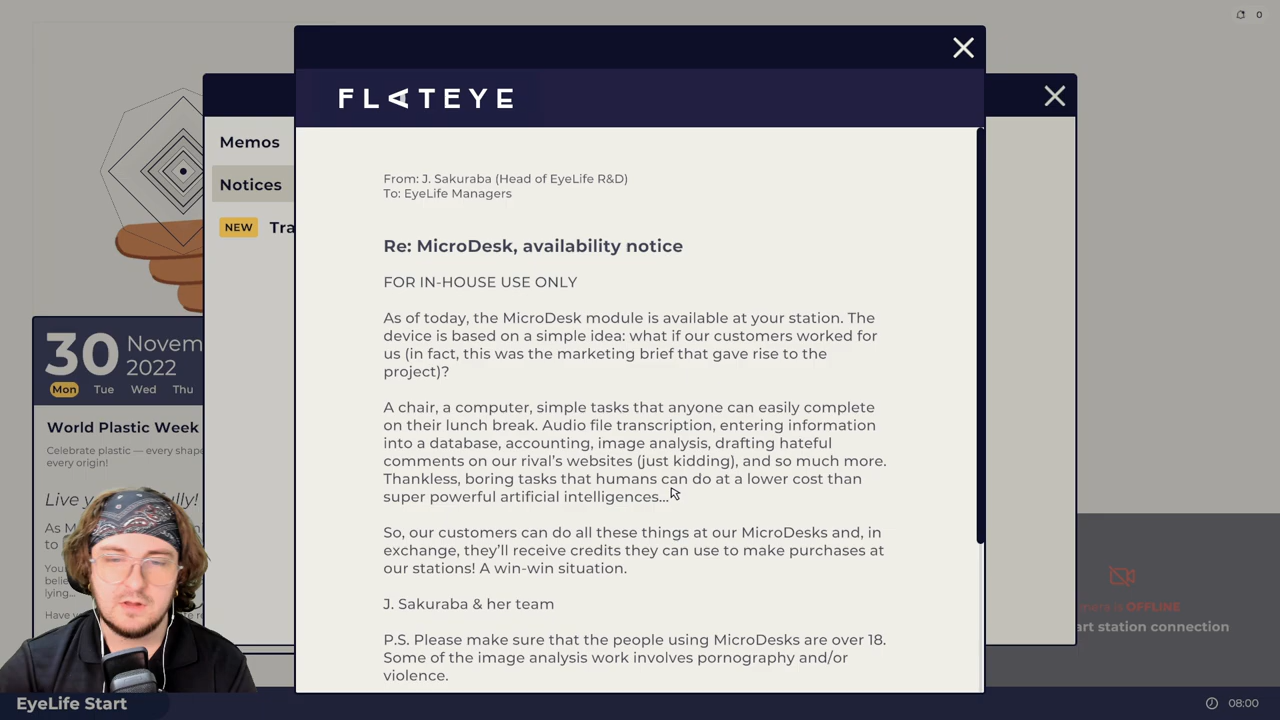 0
FLATEYE
Memos
Notices
NEW
From: J. Sakuraba (Head of EyeLife R&D)
To: EyeLife Managers
Re: MicroDesk, availability notice
FOR IN-HOUSE USE ONLY
As of today, the MicroDesk module is available at your station. The
device is based on a simple idea: what if our customers worked for
us (in fact, this was the marketing brief that gave rise to the
project)?
A chair, a computer, simple tasks that anyone can easily complete
on their lunch break. Audio file transcription, entering information
into a database, accounting, image analysis, drafting hateful
comments on our rival's websites (just kidding), and so much more.
Thankless, boring tasks that humans can do at a lower cost than
super powerful artificial intelligences...
So, our customers can do all these things at our MicroDesks and, in
exchange, they'll receive credits they can use to make purchases at
our stations! A win-win situation.
J. Sakuraba & her team
P.S. Please make sure that the people using MicroDesks are over 18.
Some of the image analysis work involves pornography and/or
violence.
30
2022
Mon Tue Wed Thu
World Plastic Week
Celebrate plastic — every
every origin!
Live
lying...
OFFLINE
station connection
EyeLife Start
08:00